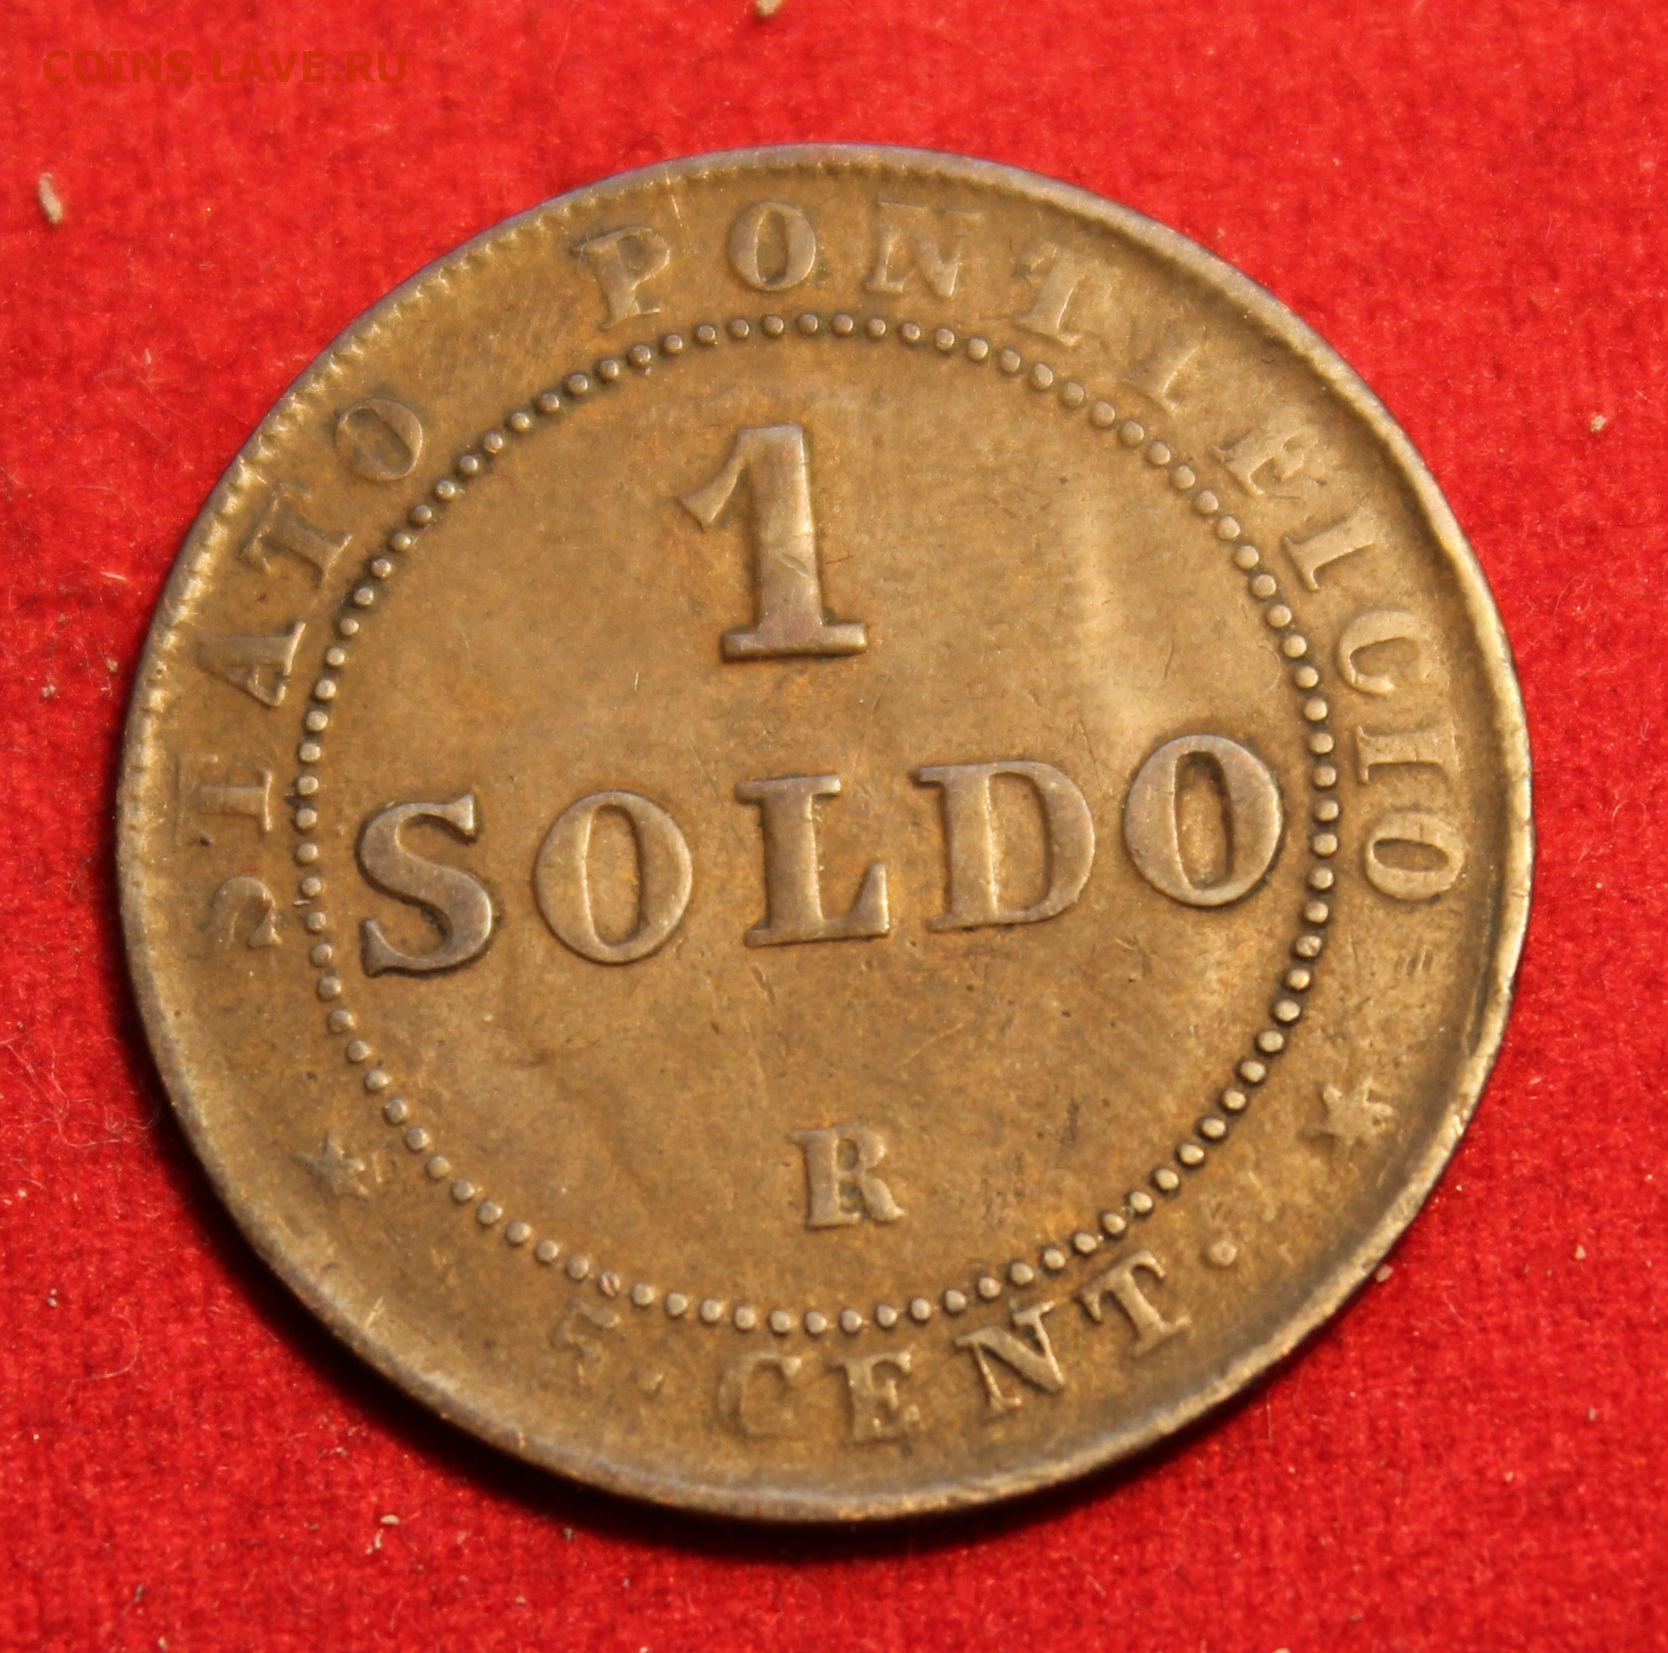 COINS.LAVE.RU
STATO PONTIFICIO
1
SOLDO
R
5 · CENT ·